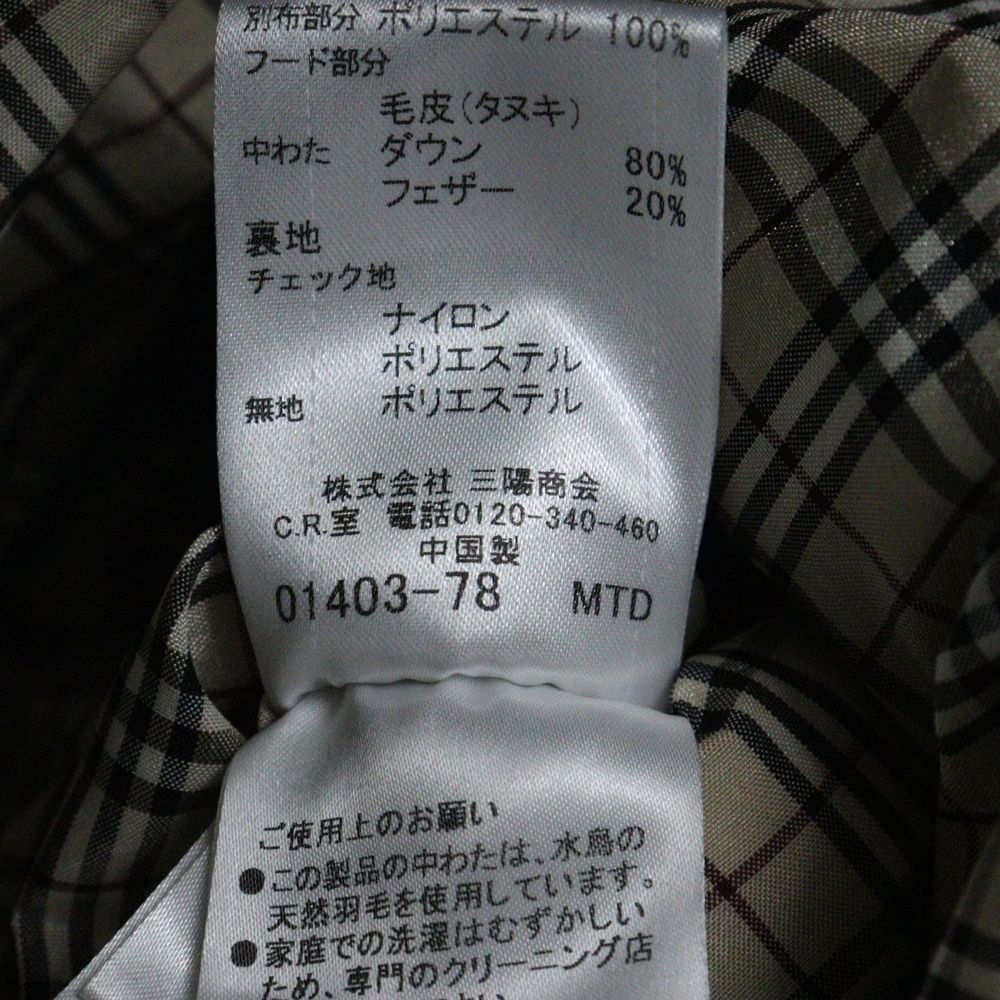 別布部分 ポリエステル 100%
フード部分
毛皮(タヌキ)
中わた ダウン 80%
フェザー 20%
裏地
チェック地
ナイロン
ポリエステル
無地 ポリエステル
株式会社 三陽商会
C.R.室 電話0120-340-460
中国製
01403-78 MTD
ご使用上のお願い
●この製品の中わたは、水鳥の
天然羽毛を使用しています。
●家庭での洗濯はむずかしい
ため、専門のクリーニング店